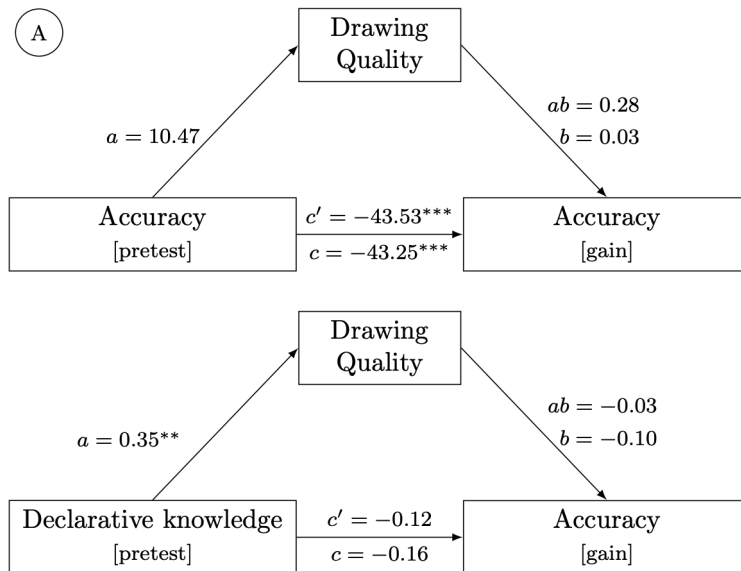 A
Drawing
Quality
ab = 0.28
a = 10.47
b = 0.03
Accuracy
[pretest]
c′ = −43.53***
c = −43.25***
Accuracy
[gain]
Drawing
Quality
ab = −0.03
a = 0.35**
b = −0.10
Declarative knowledge
[pretest]
c′ = −0.12
c = −0.16
Accuracy
[gain]